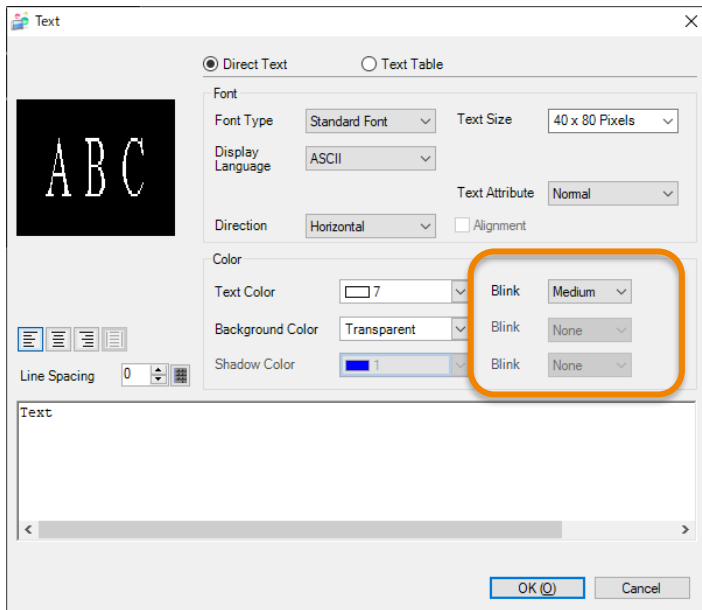 Text
Direct Text Text Table
Font
Font Type Standard Font Text Size 40 x 80 Pixels
Display Language ASCII
Text Attribute Normal
Direction Horizontal Alignment
A B C
Color
Text Color 7 Blink Medium
Background Color Transparent Blink None
Shadow Color 1 Blink None
Line Spacing 0
Text
OK (O) Cancel